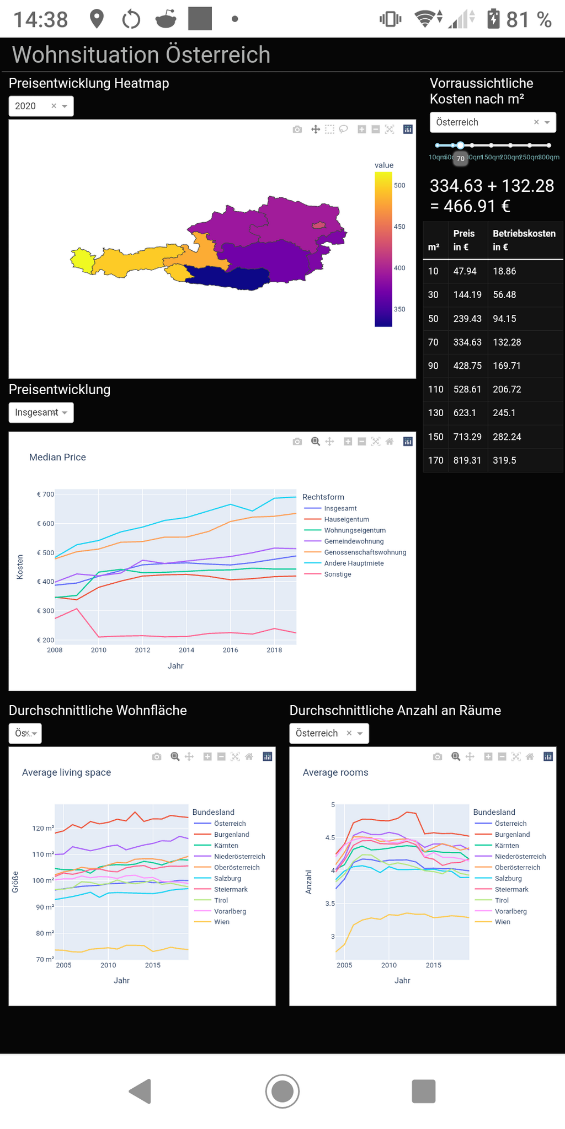 14:38
81 %
Wohnsituation Österreich
Preisentwicklung Heatmap
2020
value
500
450
400
350
Vorraussichtliche
Kosten nach m²
Österreich
70
334.63 + 132.28
= 466.91 €
m² Preis in € Betriebskosten in €
10 47.94 18.86
30 144.19 56.48
50 239.43 94.15
70 334.63 132.28
90 428.75 169.71
110 528.61 206.72
130 623.1 245.1
150 713.29 282.24
170 819.31 319.5
Preisentwicklung
Insgesamt
Median Price
€ 700
€ 600
€ 500
€ 400
€ 300
€ 200
Kosten
2008 2010 2012 2014 2016 2018
Jahr
Rechtsform
Insgesamt
Hauseigentum
Wohnungseigentum
Gemeindewohnung
Genossenschaftswohnung
Andere Hauptmiete
Sonstige
Durchschnittliche Wohnfläche
Average living space
120 m²
110 m²
100 m²
90 m²
80 m²
70 m²
Größe
2005 2010 2015
Jahr
Bundesland
Österreich
Burgenland
Kärnten
Niederösterreich
Oberösterreich
Salzburg
Steiermark
Tirol
Vorarlberg
Wien
Durchschnittliche Anzahl an Räume
Österreich
Average rooms
5
4.5
4
3.5
3
Anzahl
2005 2010 2015
Jahr
Bundesland
Österreich
Burgenland
Kärnten
Niederösterreich
Oberösterreich
Salzburg
Steiermark
Tirol
Vorarlberg
Wien